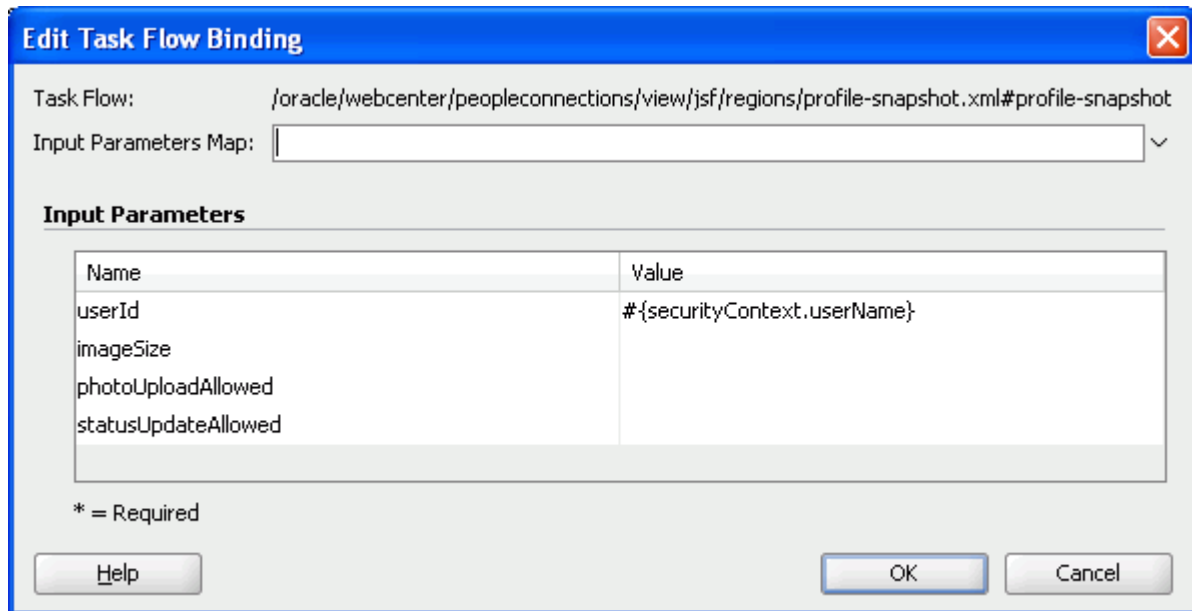 Edit Task Flow Binding
Task Flow: /oracle/webcenter/peopleconnections/view/jsf/regions/profile-snapshot.xml#profile-snapshot
Input Parameters Map:
Input Parameters
Name Value
userId #{securityContext.userName}
imageSize
photoUploadAllowed
statusUpdateAllowed
* = Required
Help OK Cancel